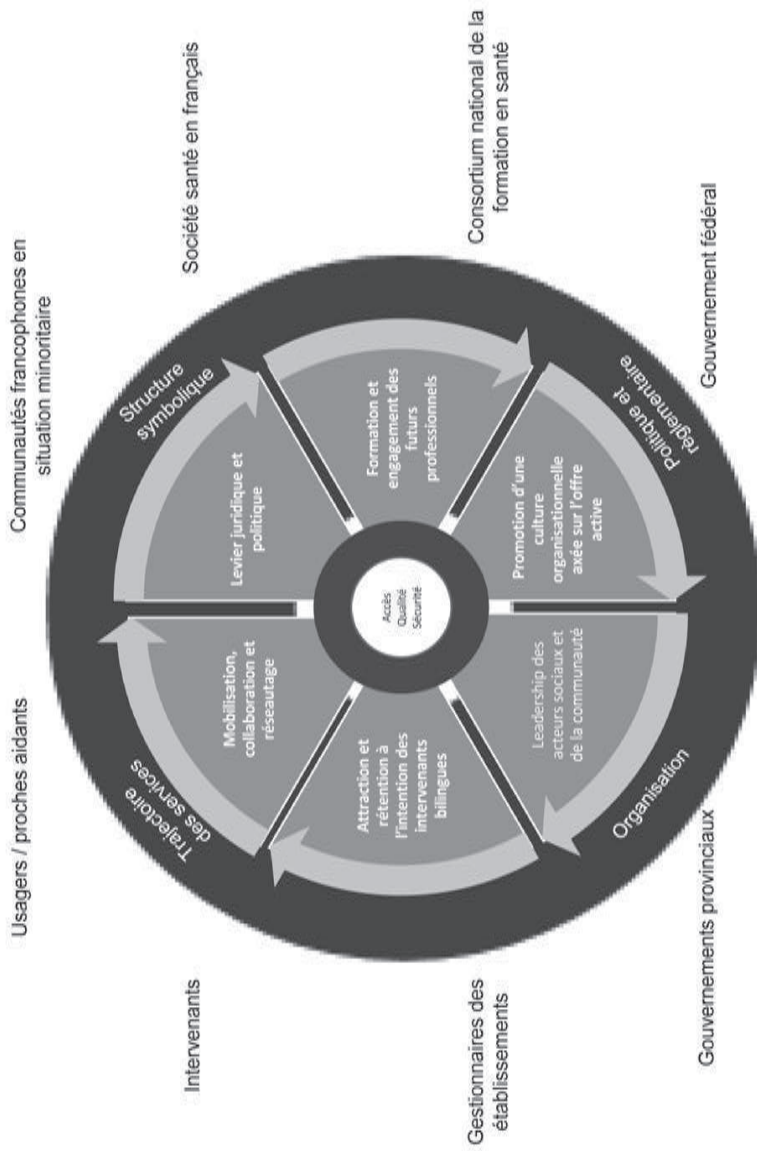 Communautés francophones en
situation minoritaire
Usagers / proches aidants
Société santé en français
Intervenants
Consortium national de la
formation en santé
Gestionnaires des
établissements
Gouvernement fédéral
Gouvernements provinciaux
Structure
symbolique
Politique et
règlementaire
Organisation
Trajectoire
des services
Levier juridique et
politique
Formation et
engagement des
futurs
professionnels
Promotion d'une
culture
organisationnelle
axée sur l'offre
active
Leadership des
acteurs sociaux et
de la communauté
Attraction et
rétention à
l'intention des
intervenants
bilingues
Mobilisation,
collaboration et
réseautage
Accès
Qualité
Sécurité